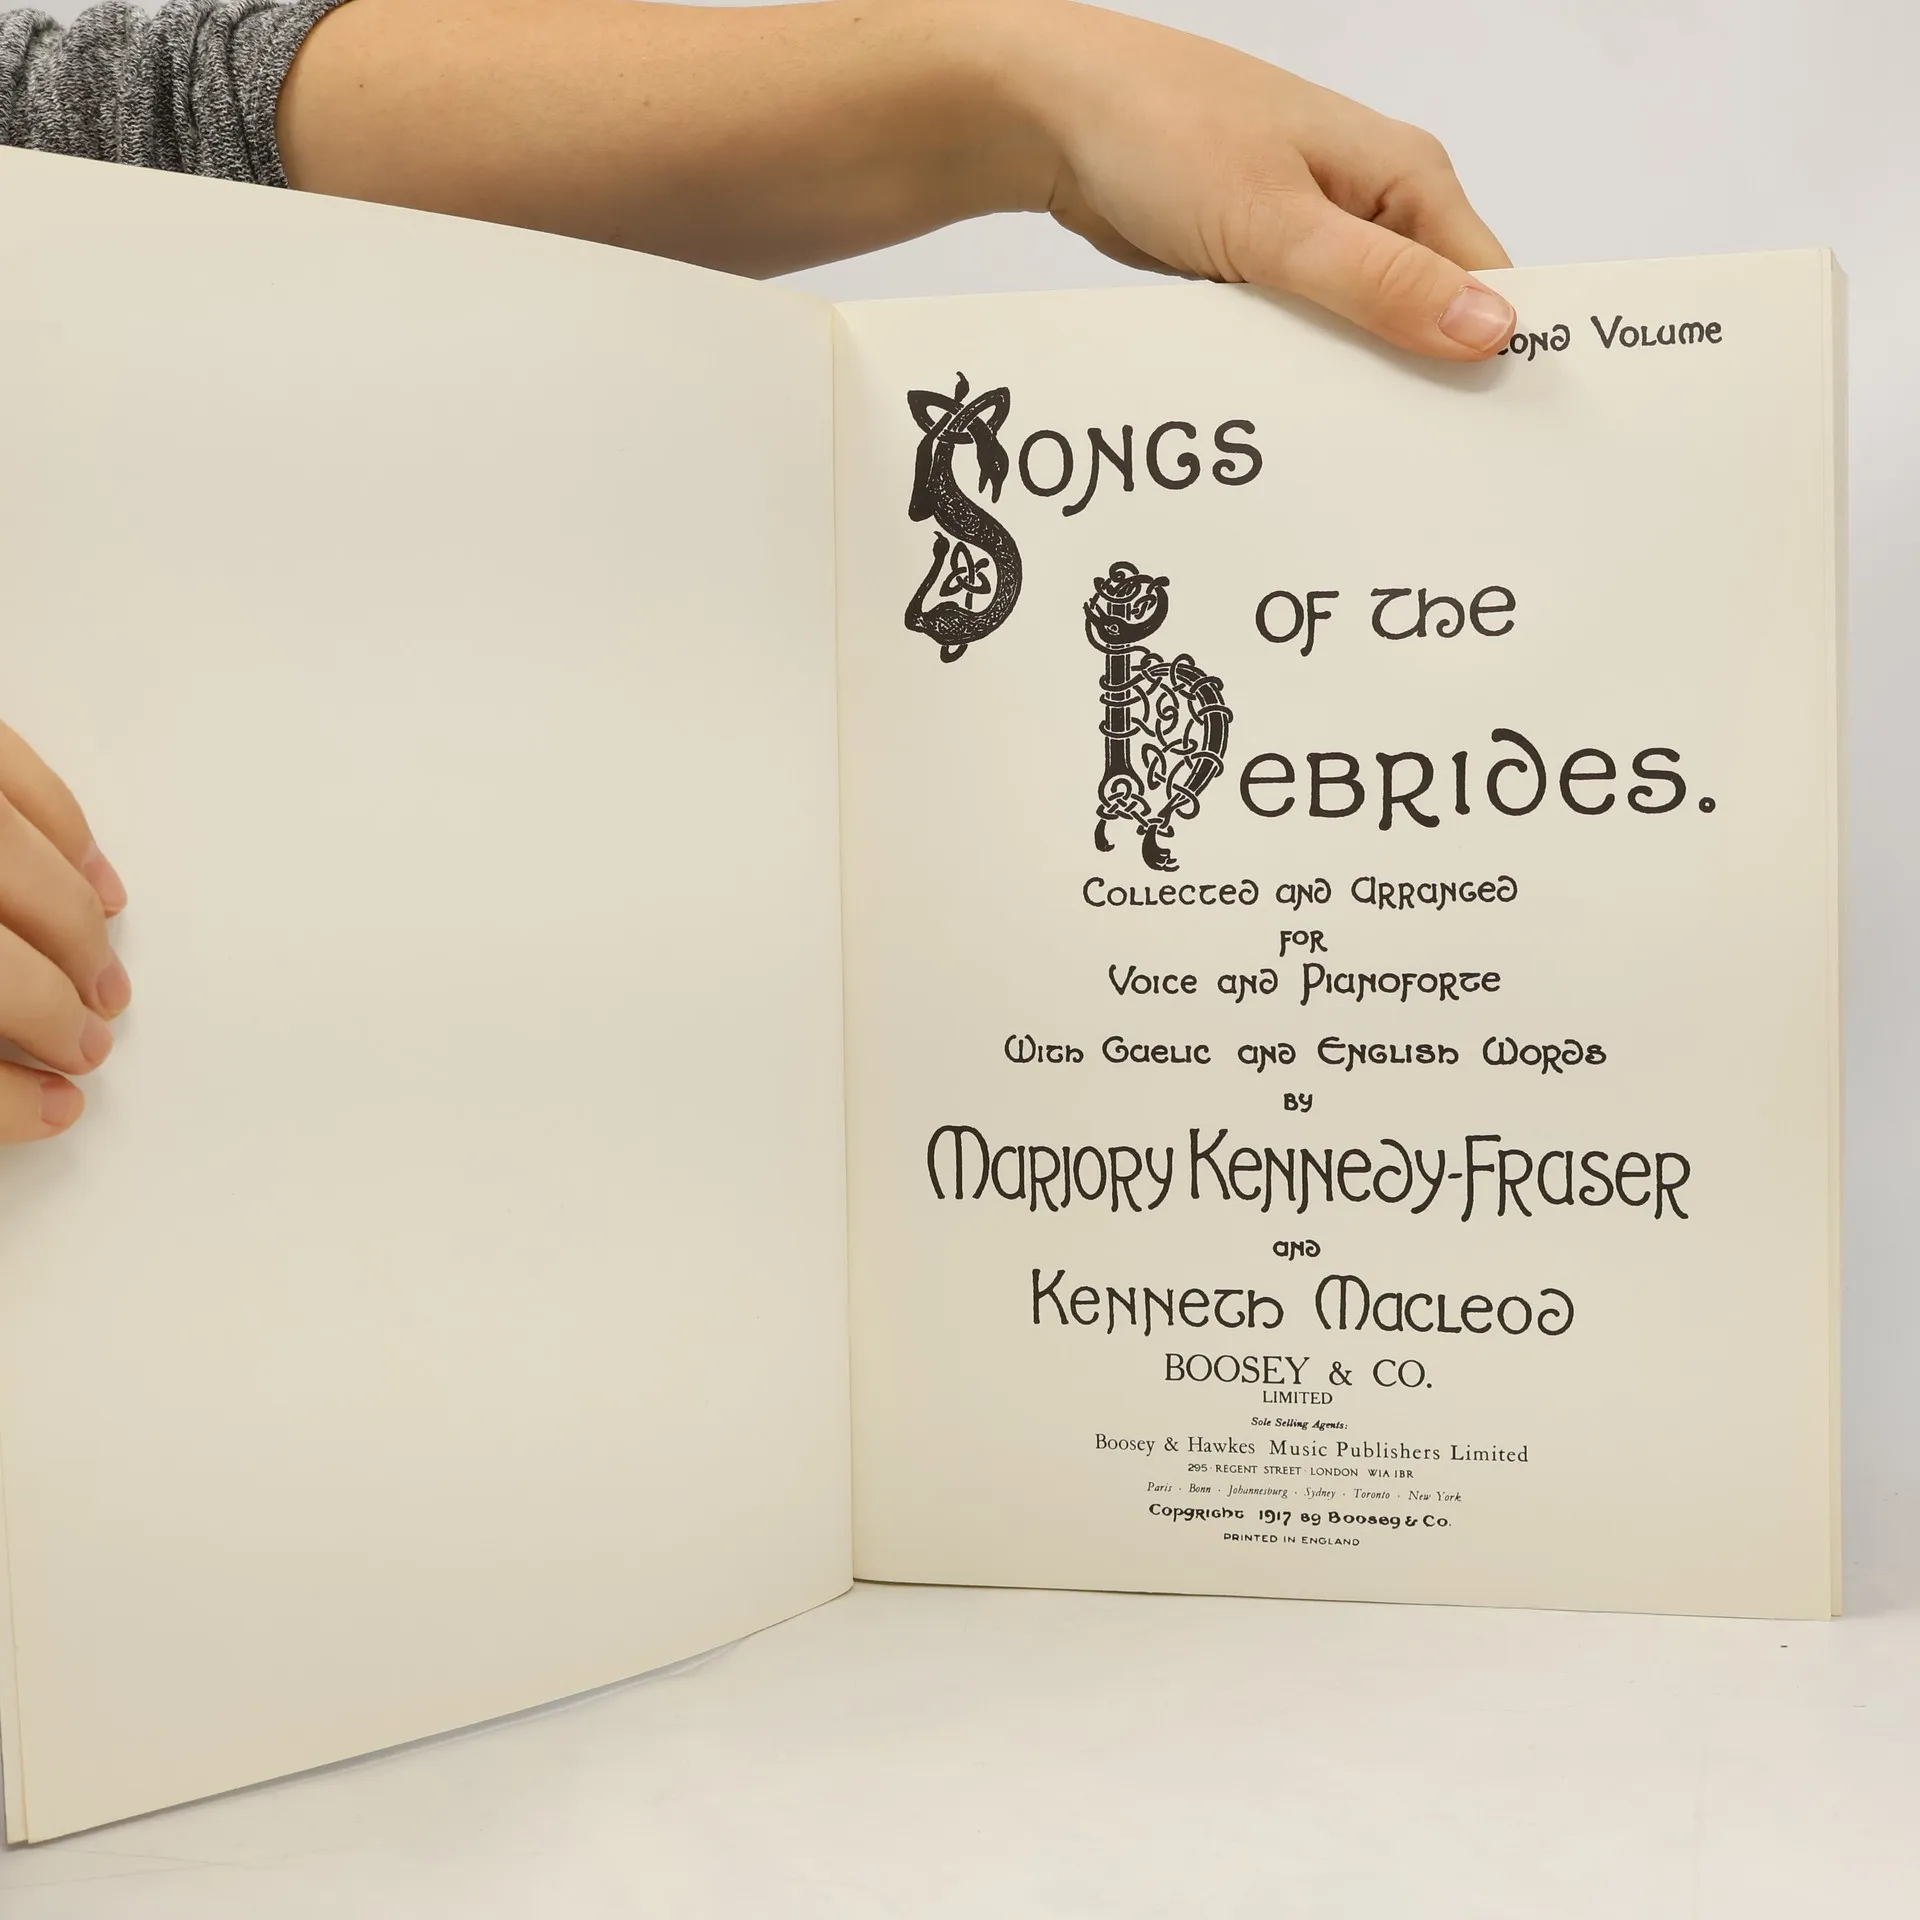 Volume
Songs
of the
Hebrides.
Collected and Arranged
for
Voice and Pianoforte
With Gaelic and English Words
by
Marjory Kennedy-Fraser
and
Kenneth Macleod
BOOSEY & CO.
LIMITED
Sole Selling Agents:
Boosey & Hawkes Music Publishers Limited
295 · REGENT STREET · LONDON W1A 1BR
Paris · Bonn · Johannesburg · Sydney · Toronto · New York
Copyright 1917 by Boosey & Co.
PRINTED IN ENGLAND